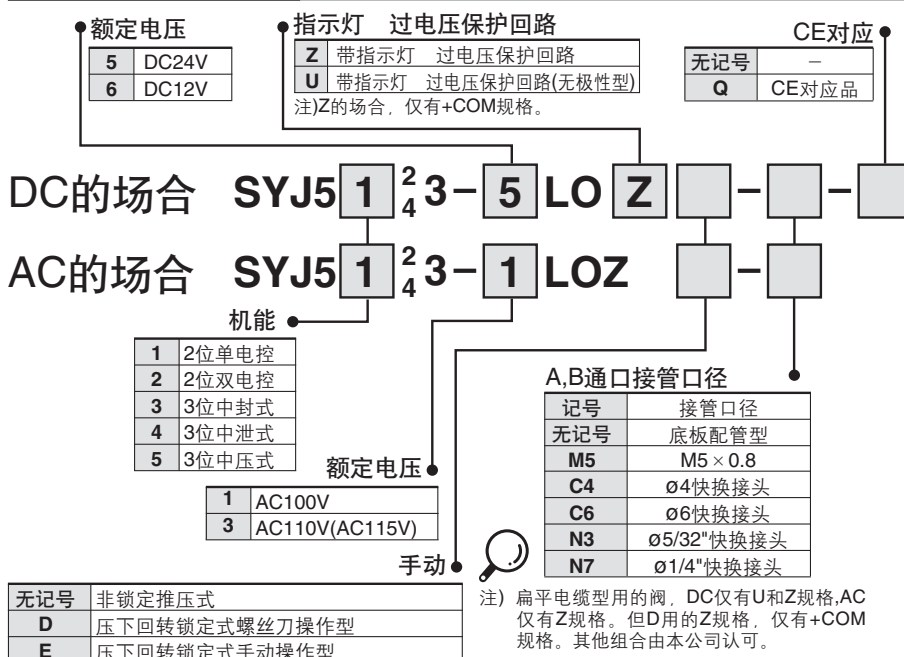 额定电压
5 DC24V
6 DC12V
指示灯 过电压保护回路
Z 带指示灯 过电压保护回路
U 带指示灯 过电压保护回路(无极性型)
注)Z的场合，仅有+COM规格。
CE对应
无记号 －
Q CE对应品
DC的场合 SYJ5 1 2 4 3－ 5 LO Z － －
AC的场合 SYJ5 1 2 4 3－ 1 LOZ －
机能
1 2位单电控
2 2位双电控
3 3位中封式
4 3位中泄式
5 3位中压式
额定电压
1 AC100V
3 AC110V(AC115V)
手动
无记号 非锁定推压式
D 压下回转锁定式螺丝刀操作型
E 压下回转锁定式手动操作型
A,B通口接管口径
记号 接管口径
无记号 底板配管型
M5 M5×0.8
C4 ø4快换接头
C6 ø6快换接头
N3 ø5/32"快换接头
N7 ø1/4"快换接头
注) 扁平电缆型用的阀，DC仅有U和Z规格,AC
仅有Z规格。但D用的Z规格，仅有+COM
规格。其他组合由本公司认可。